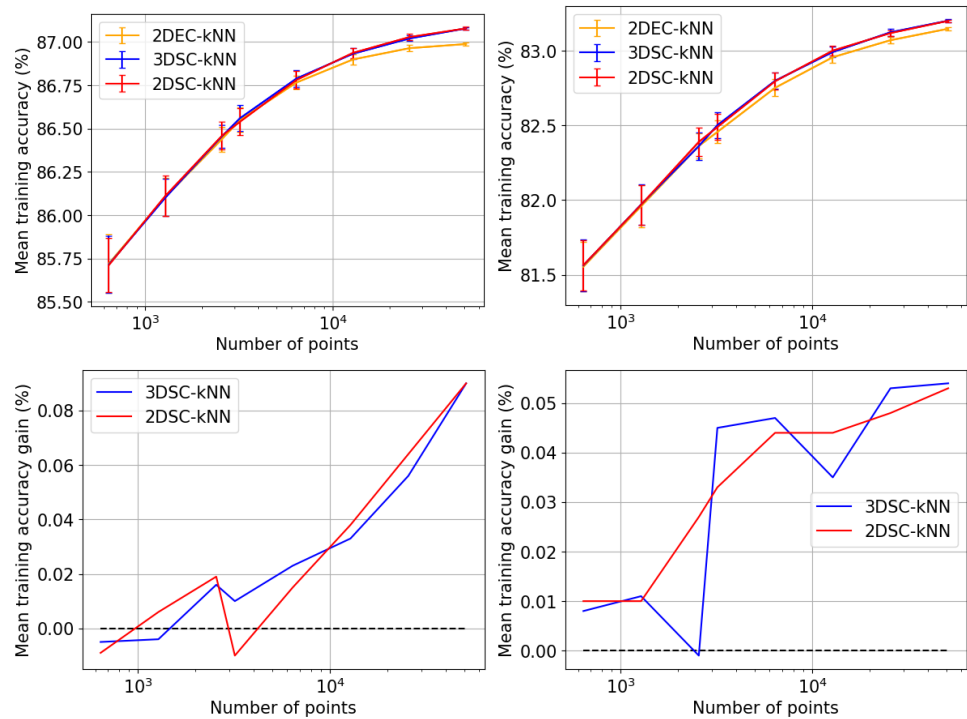 Mean training accuracy (%)
87.00
86.75
86.50
86.25
86.00
85.75
85.50
2DEC-kNN
3DSC-kNN
2DSC-kNN
10³
10⁴
Number of points
Mean training accuracy (%)
83.0
82.5
82.0
81.5
2DEC-kNN
3DSC-kNN
2DSC-kNN
10³
10⁴
Number of points
Mean training accuracy gain (%)
0.08
0.06
0.04
0.02
0.00
3DSC-kNN
2DSC-kNN
10³
10⁴
Number of points
Mean training accuracy gain (%)
0.05
0.04
0.03
0.02
0.01
0.00
3DSC-kNN
2DSC-kNN
10³
10⁴
Number of points